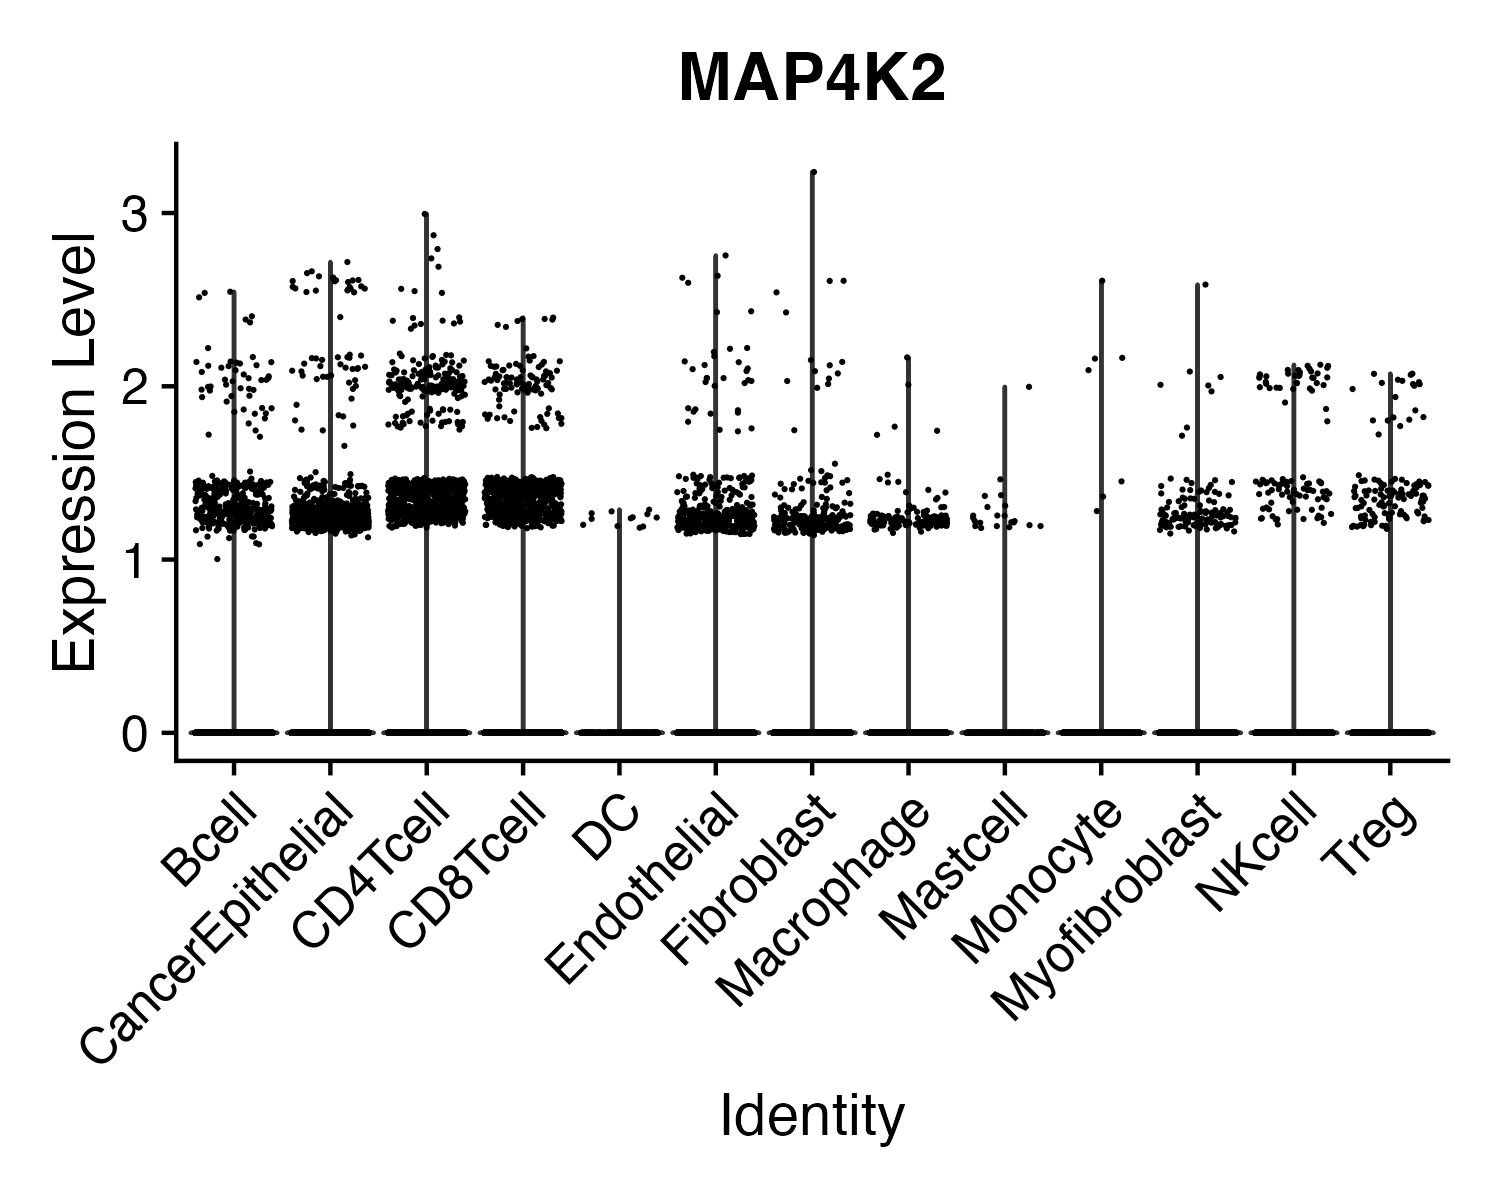 MAP4K2
Expression Level
3
2
1
0
Bcell
CancerEpithelial
CD4Tcell
CD8Tcell
DC
Endothelial
Fibroblast
Macrophage
Mastcell
Monocyte
Myofibroblast
NKcell
Treg
Identity